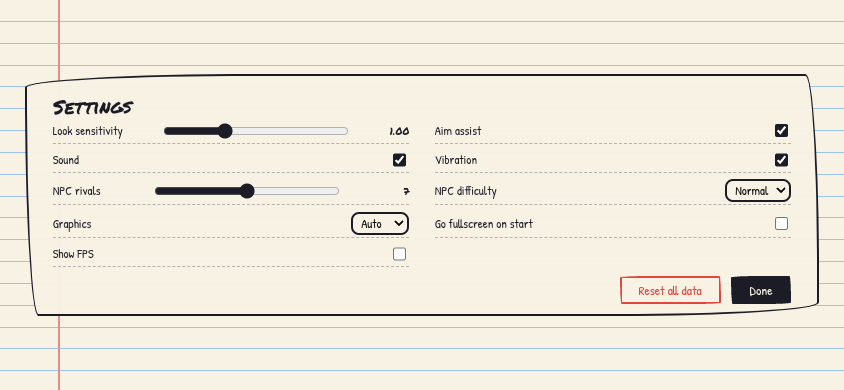 Settings
Look sensitivity 1.00 Aim assist
Sound Vibration
NPC rivals 7 NPC difficulty Normal
Graphics Auto Go fullscreen on start
Show FPS
Reset all data Done